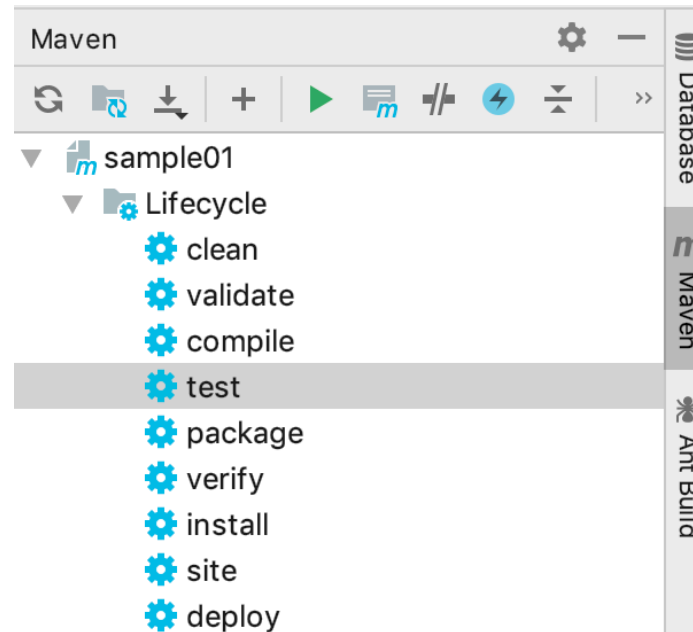 Maven
sample01
Lifecycle
clean
validate
compile
test
package
verify
install
site
deploy
Database
Maven
Ant Build